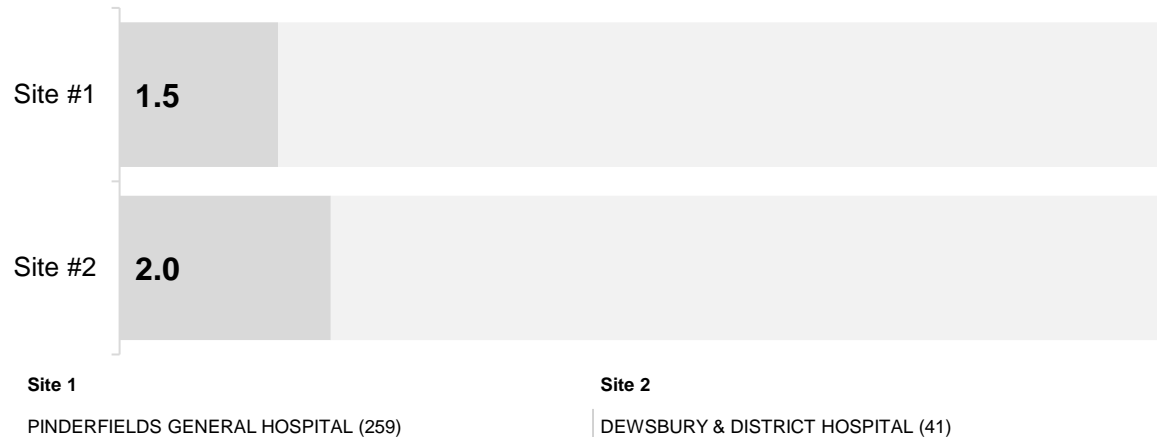 Site #1 1.5
Site #2 2.0
Site 1 Site 2
PINDERFIELDS GENERAL HOSPITAL (259) DEWSBURY & DISTRICT HOSPITAL (41)